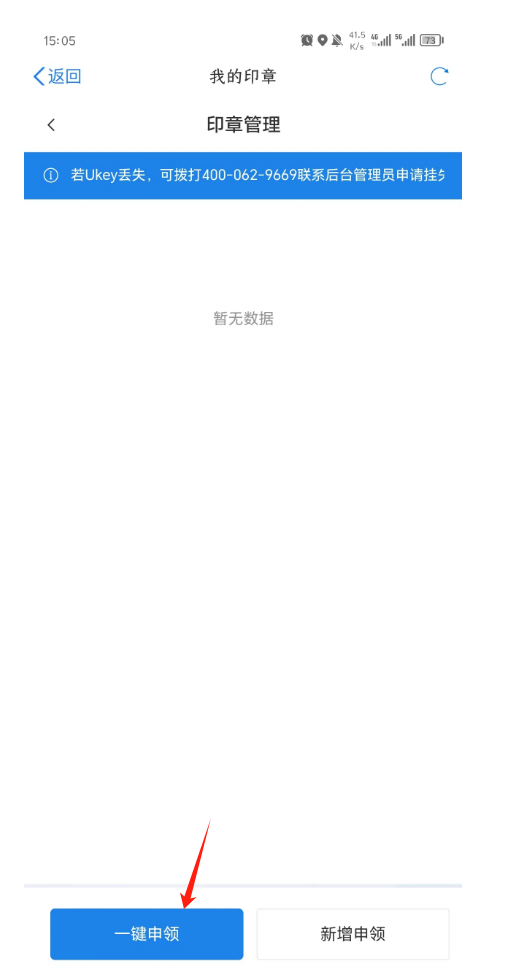 15:05
41.5 K/s 4G 5G 73
返回 我的印章
印章管理
若Ukey丢失，可拨打400-062-9669联系后台管理员申请挂
暂无数据
一键申领 新增申领